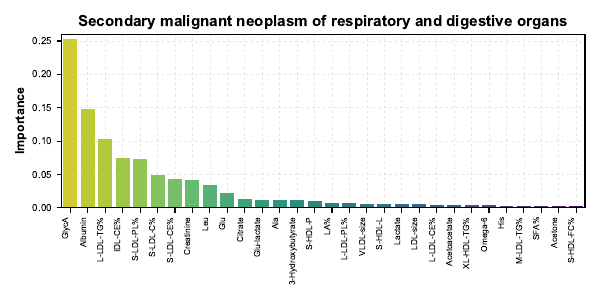 Secondary malignant neoplasm of respiratory and digestive organs
Importance
0.25
0.20
0.15
0.10
0.05
0.00
GlycA
Albumin
L-LDL-TG%
IDL-CE%
S-LDL-PL%
S-LDL-C%
S-LDL-CE%
Creatinine
Leu
Glu
Citrate
Glu-lactate
Ala
3-Hydroxybutyrate
S-HDL-P
LA%
L-LDL-PL%
VLDL-size
S-HDL-L
Lactate
LDL-size
L-LDL-CE%
Acetoacetate
XL-HDL-TG%
Omega-6
His
M-LDL-TG%
SFA%
Acetone
S-HDL-FC%